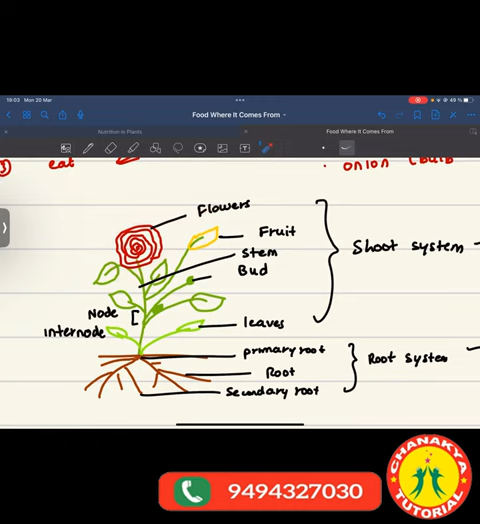 19:03 Mon 20 Mar
49%
Food Where It Comes From
Nutrition in Plants
Food Where It Comes From
3 eat
• onion (bulb
Flowers
Fruit
Stem
Bud
Shoot system
Node
Internode
leaves
primary root
Root
Root system
Secondary root
9494327030
CHANAKYA
TUTORIAL